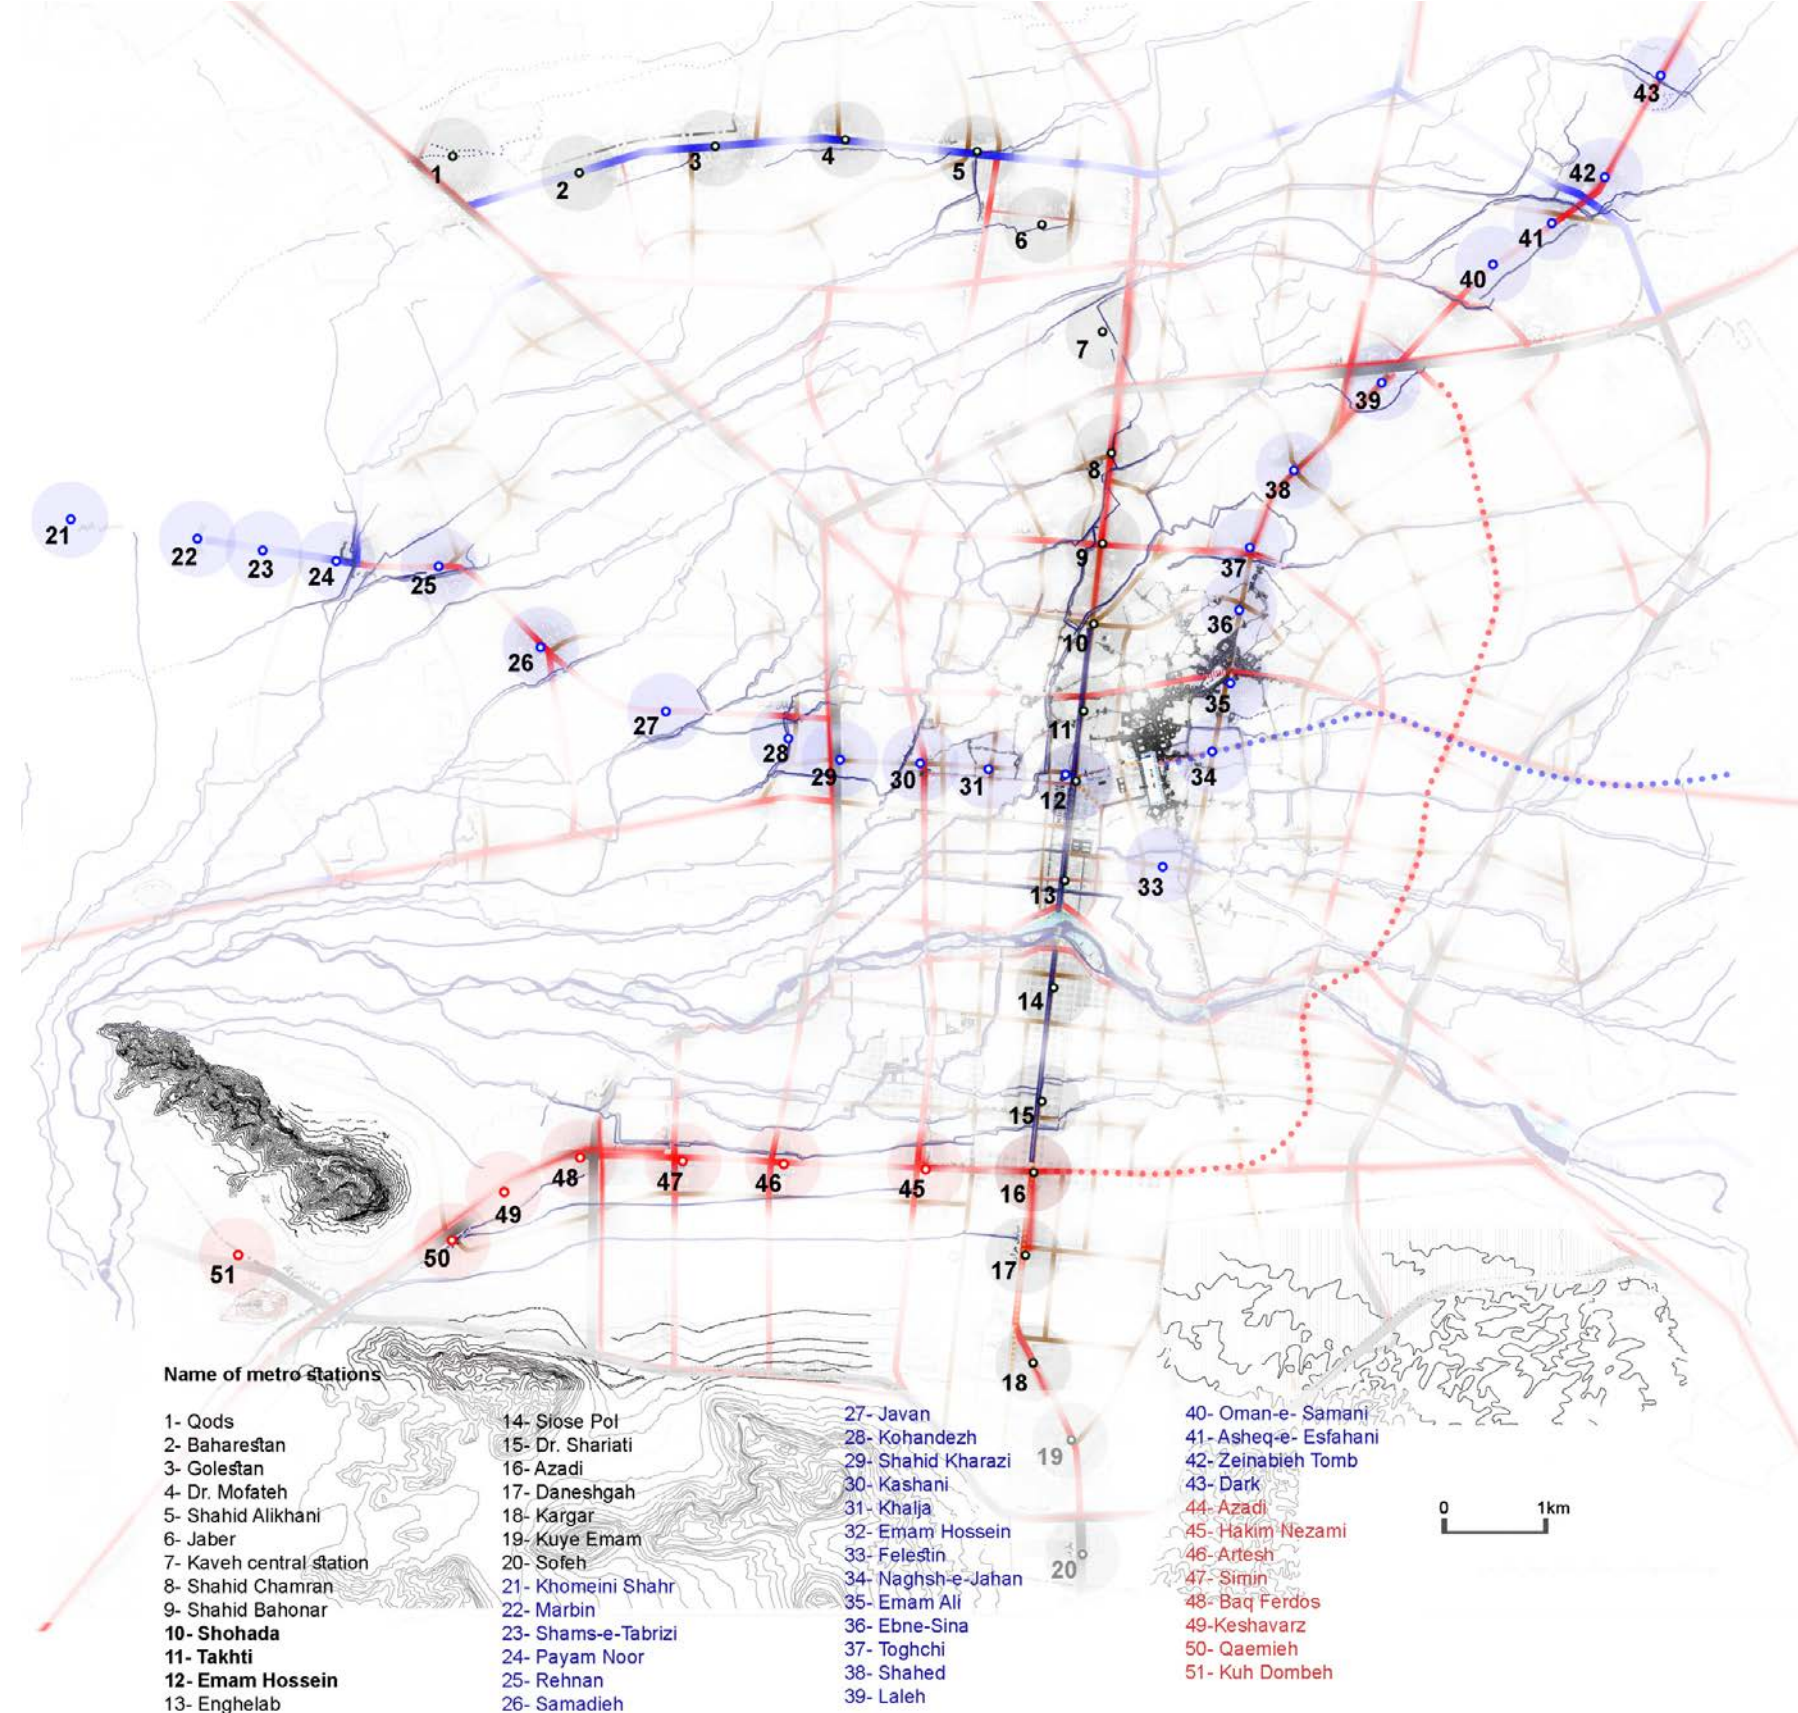 43
1
2
3
4
5
42
6
41
40
7
39
8
38
21
22
23
24
25
9
37
26
10
36
27
35
11
28
29
30
31
12
34
33
13
14
15
48
47
46
45
16
49
50
51
17
18
19
20
0 1km
Name of metro stations
1- Qods
2- Baharestan
3- Golestan
4- Dr. Mofateh
5- Shahid Alikhani
6- Jaber
7- Kaveh central station
8- Shahid Chamran
9- Shahid Bahonar
10- Shohada
11- Takhti
12- Emam Hossein
13- Enghelab
14- Siose Pol
15- Dr. Shariati
16- Azadi
17- Daneshgah
18- Kargar
19- Kuye Emam
20- Sofeh
21- Khomeini Shahr
22- Marbin
23- Shams-e-Tabrizi
24- Payam Noor
25- Rehnan
26- Samadieh
27- Javan
28- Kohandezh
29- Shahid Kharazi
30- Kashani
31- Khalja
32- Emam Hossein
33- Felestin
34- Naghsh-e-Jahan
35- Emam Ali
36- Ebne-Sina
37- Toghchi
38- Shahed
39- Laleh
40- Oman-e- Samani
41- Asheq-e- Esfahani
42- Zeinabieh Tomb
43- Dark
44- Azadi
45- Hakim Nezami
46- Artesh
47- Simin
48- Baq Ferdos
49-Keshavarz
50- Qaemieh
51- Kuh Dombeh